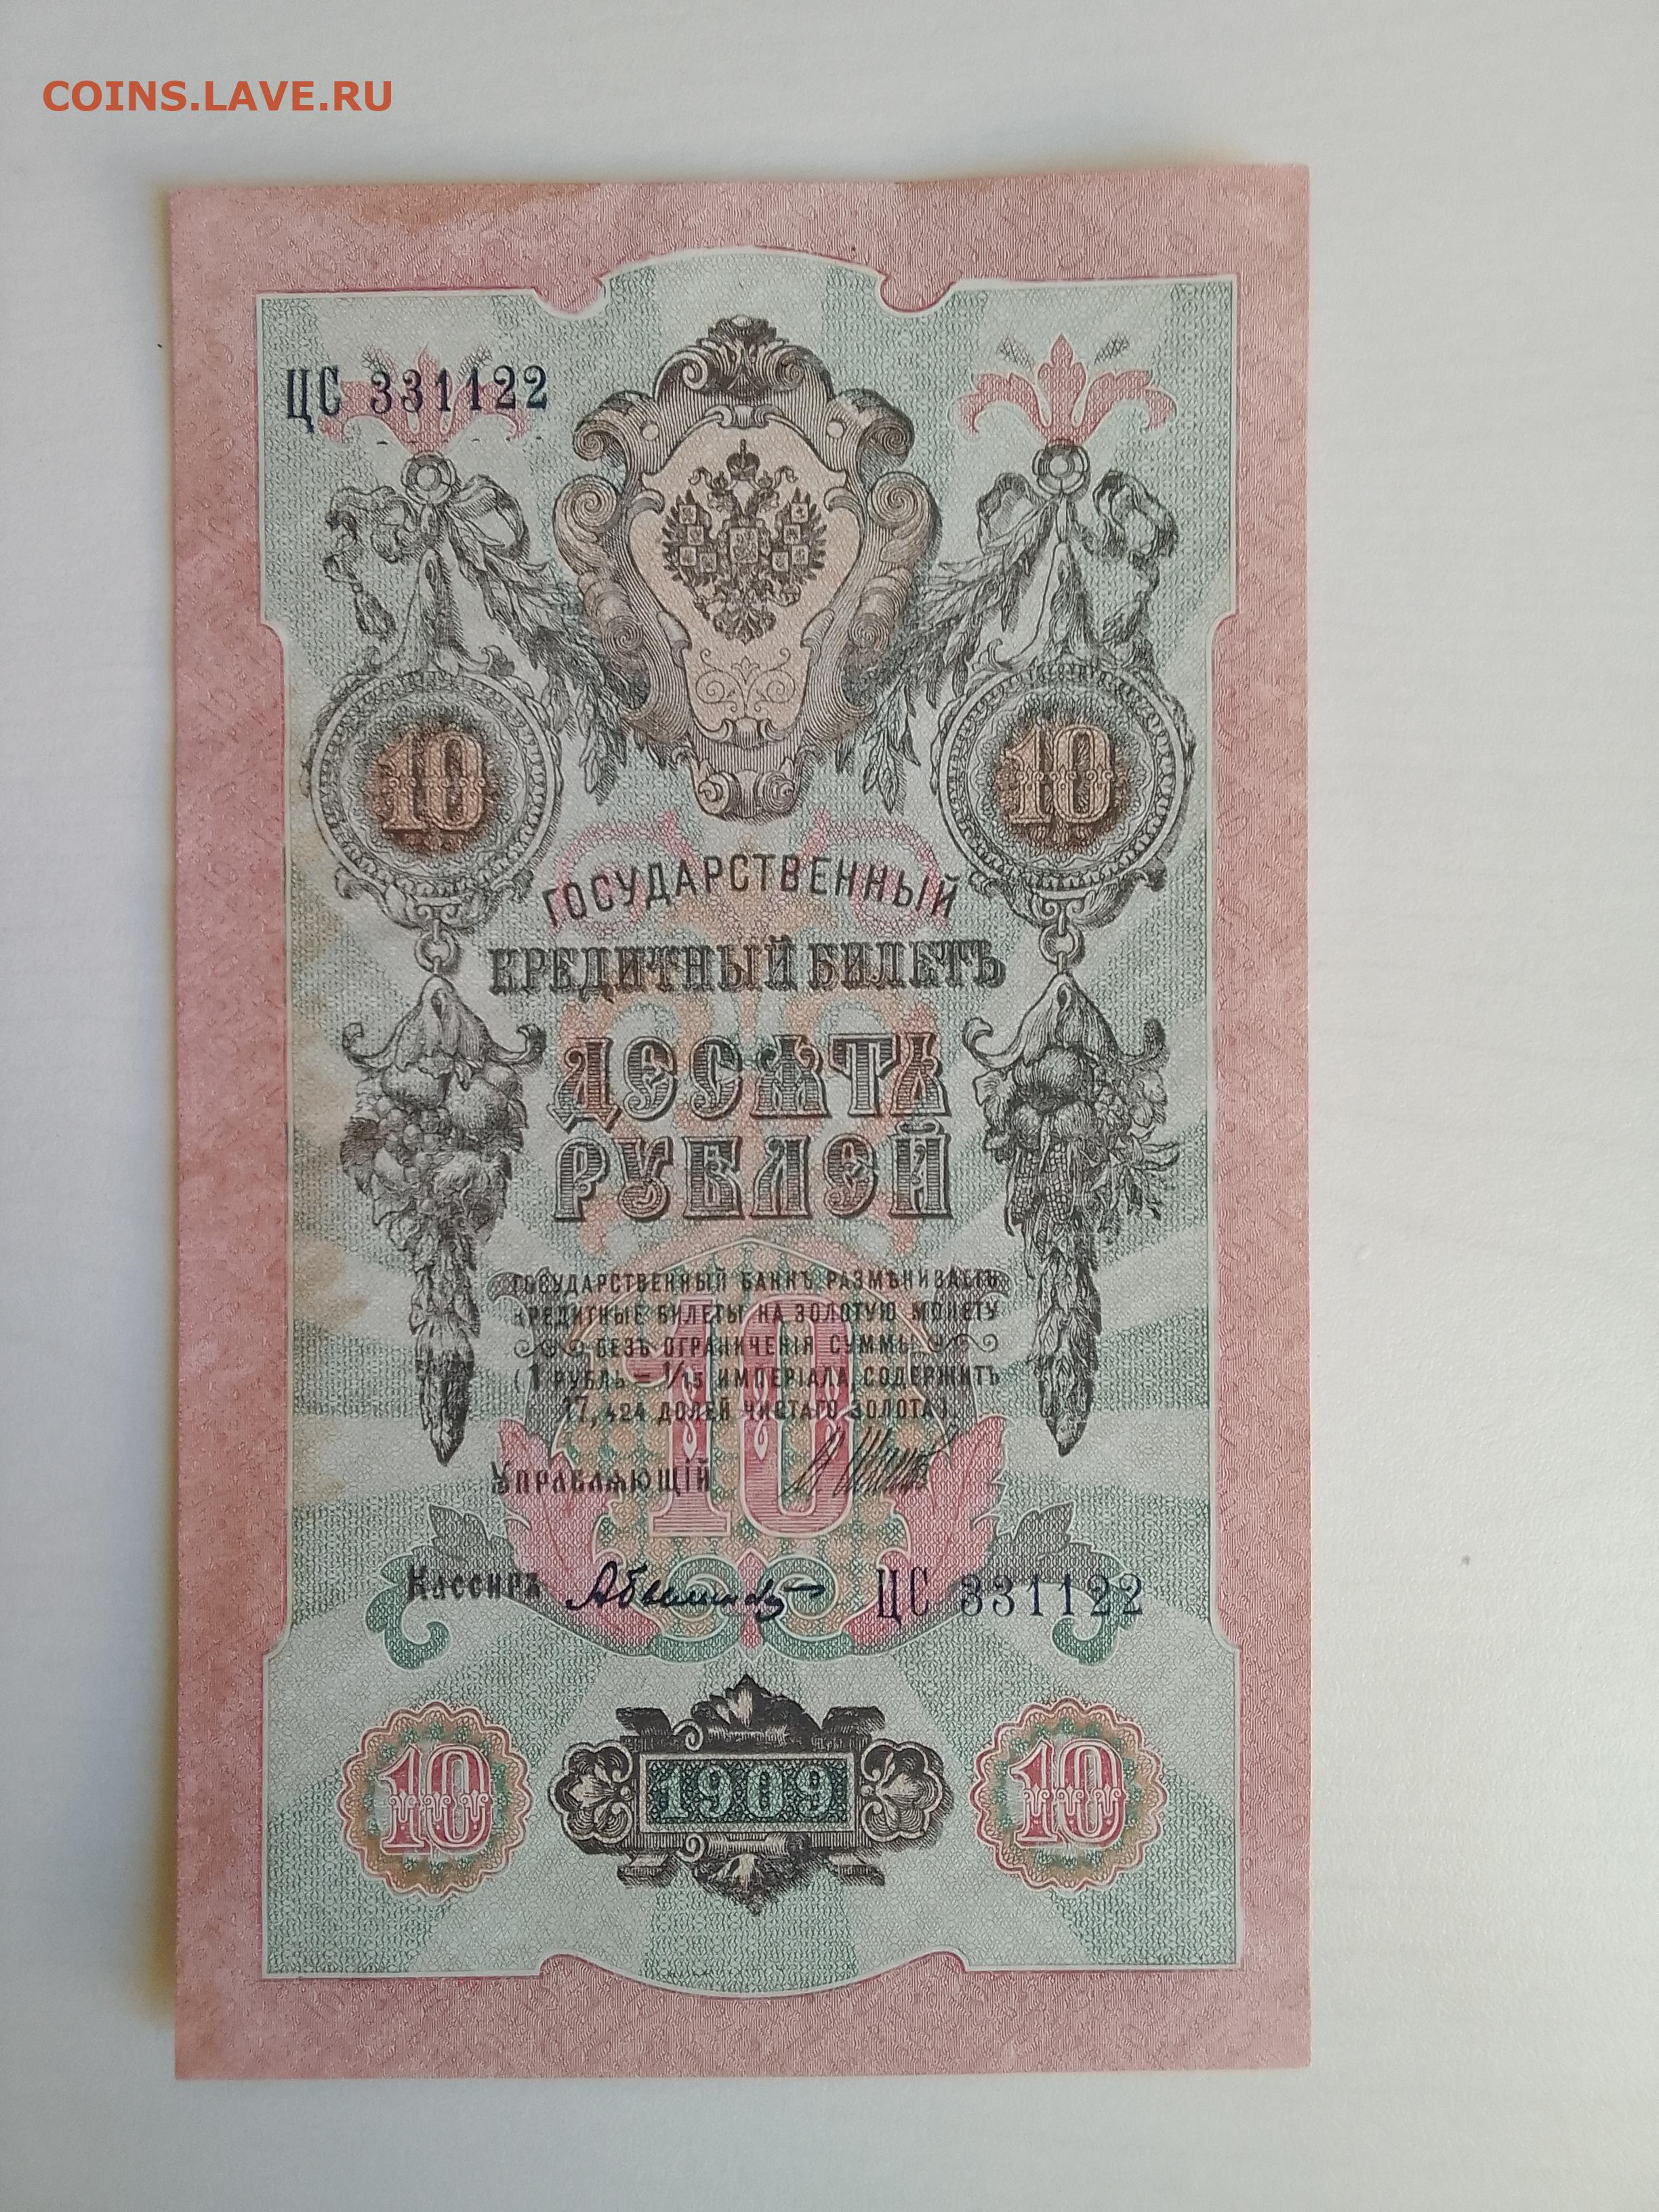 COINS.LAVE.RU
ЦС 331122
10 10
ГОСУДАРСТВЕННЫЙ
КРЕДИТНЫЙ БИЛЕТЪ
ДЕСЯТЬ
РУБЛЕЙ
ГОСУДАРСТВЕННЫЙ БАНКЪ РАЗМѢНИВАЕТЪ
КРЕДИТНЫЕ БИЛЕТЫ НА ЗОЛОТУЮ МОНЕТУ
БЕЗЪ ОГРАНИЧЕНІЯ СУММЫ
(1 РУБЛЬ = 1/15 ИМПЕРІАЛА, СОДЕРЖИТЪ
17,424 ДОЛЕЙ ЧИСТАГО ЗОЛОТА).
10
Управляющій
Кассиръ ЦС 331122
10 1909 10